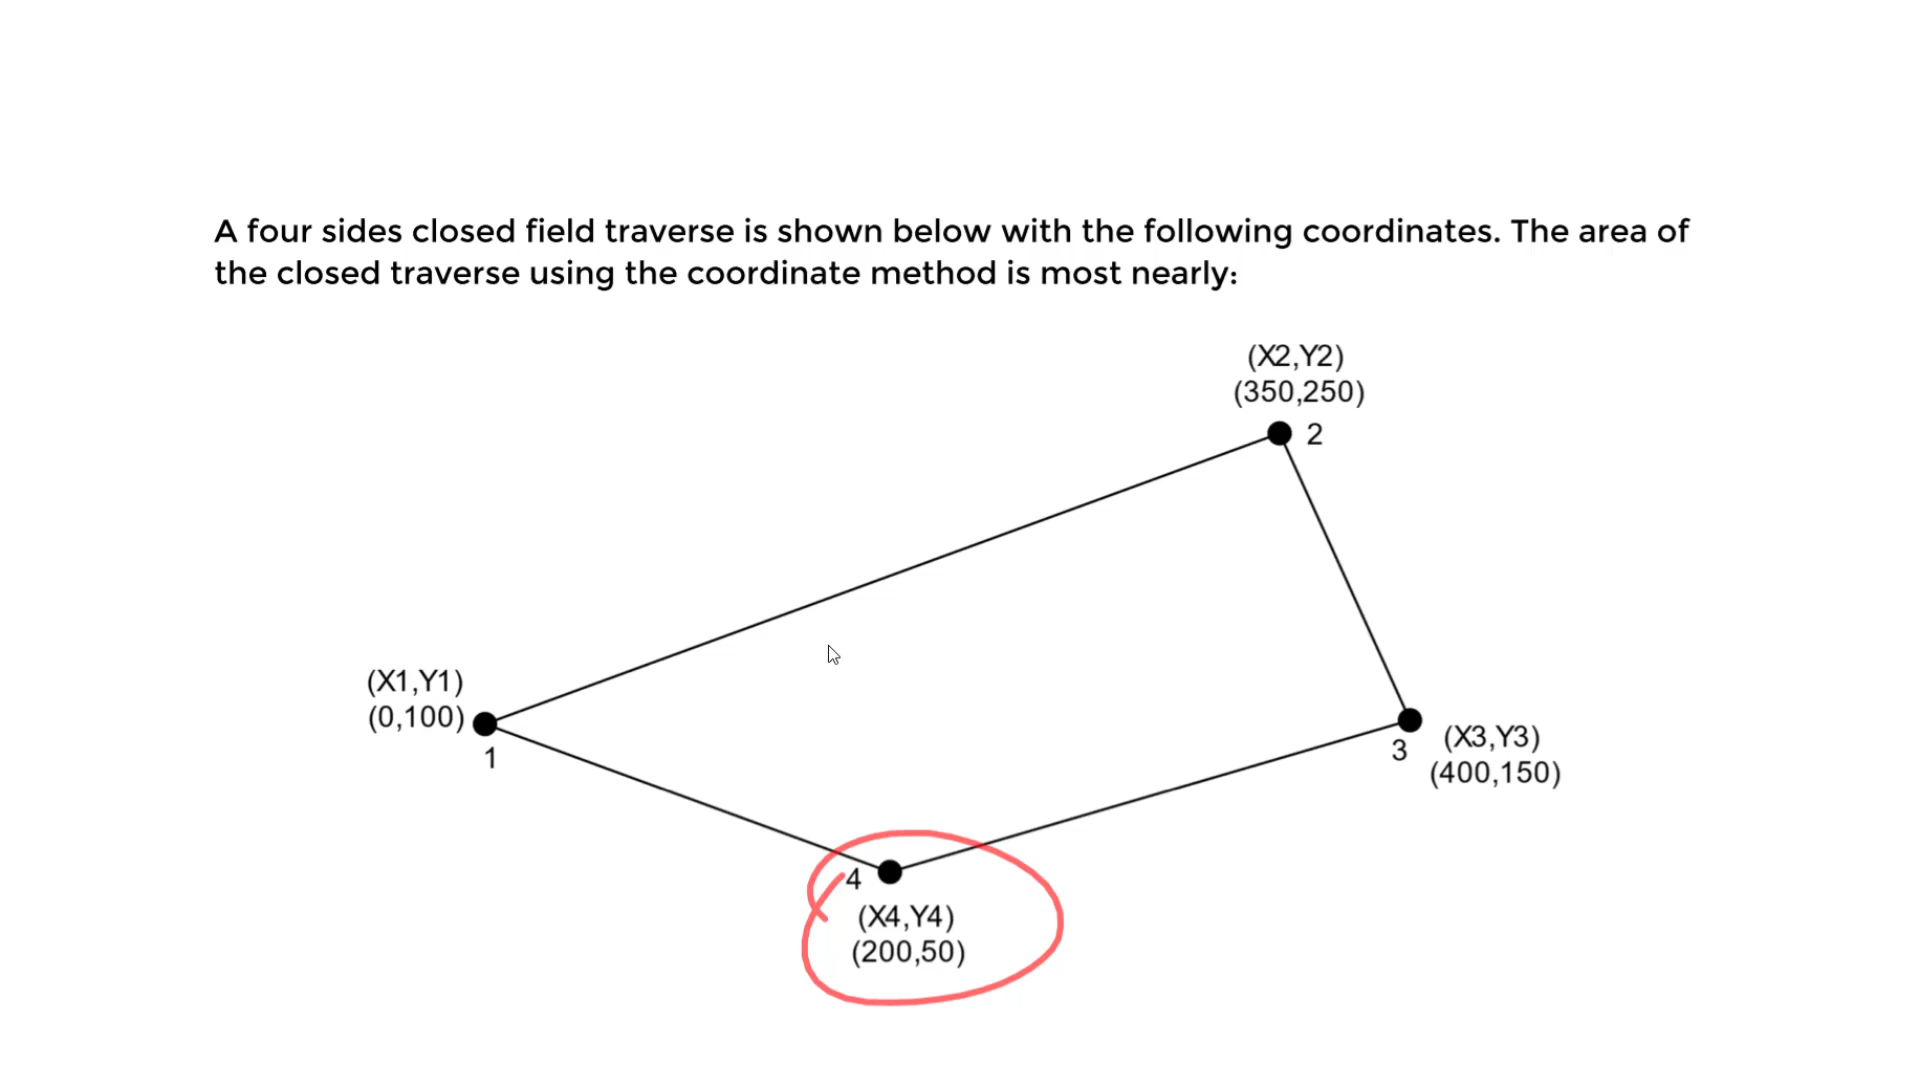 A four sides closed field traverse is shown below with the following coordinates. The area of
the closed traverse using the coordinate method is most nearly:
(X2,Y2)
(350,250)
2
(X1,Y1)
(0,100)
1
3
(X3,Y3)
(400,150)
4
(X4,Y4)
(200,50)